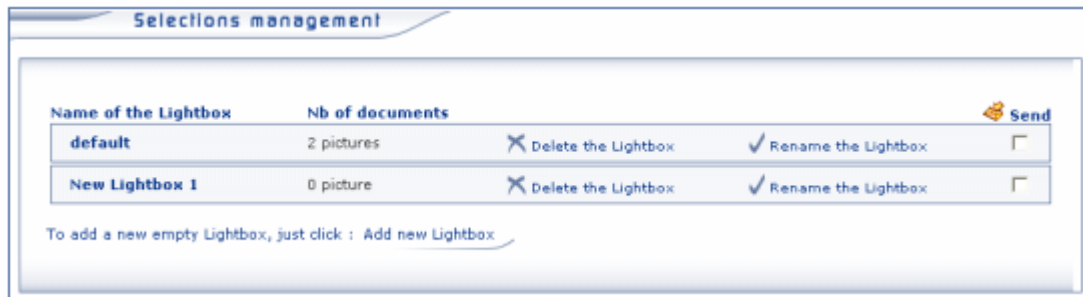 Selections management
Name of the Lightbox Nb of documents Send
default 2 pictures Delete the Lightbox Rename the Lightbox
New Lightbox 1 0 picture Delete the Lightbox Rename the Lightbox
To add a new empty Lightbox, just click : Add new Lightbox